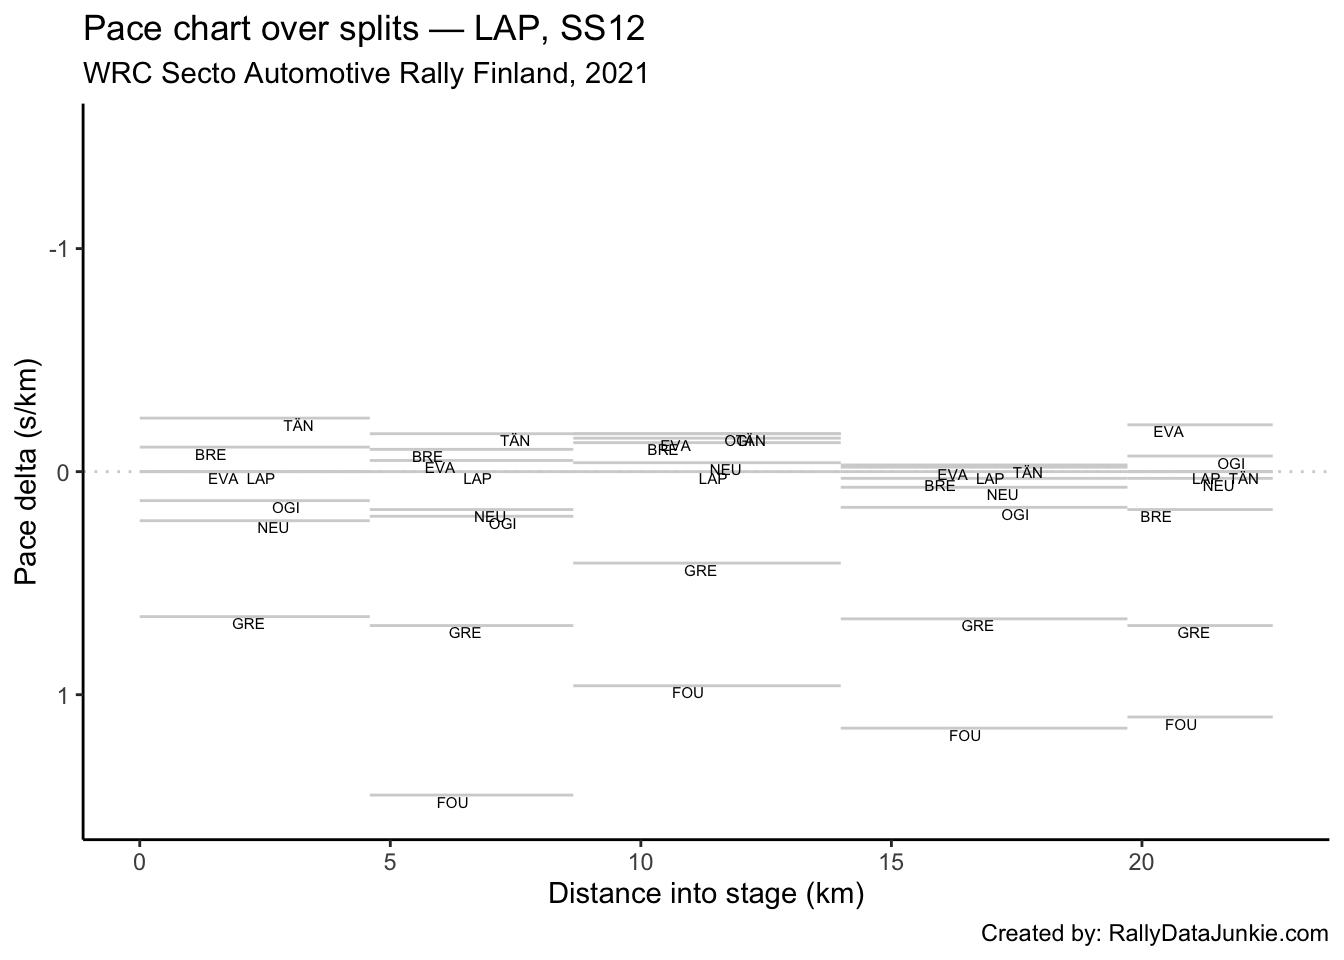 Pace chart over splits — LAP, SS12
WRC Secto Automotive Rally Finland, 2021
Pace delta (s/km)
-1
0
1
TÄN
BRE
EVA LAP
OGI
NEU
GRE
TÄN
BRE
EVA
LAP
NEU
OGI
GRE
FOU
OGI TÄN
EVA
BRE
NEU
LAP
GRE
FOU
TÄN
EVA
LAP
BRE
NEU
OGI
GRE
FOU
EVA
OGI
LAP TÄN
NEU
BRE
GRE
FOU
0 5 10 15 20
Distance into stage (km)
Created by: RallyDataJunkie.com